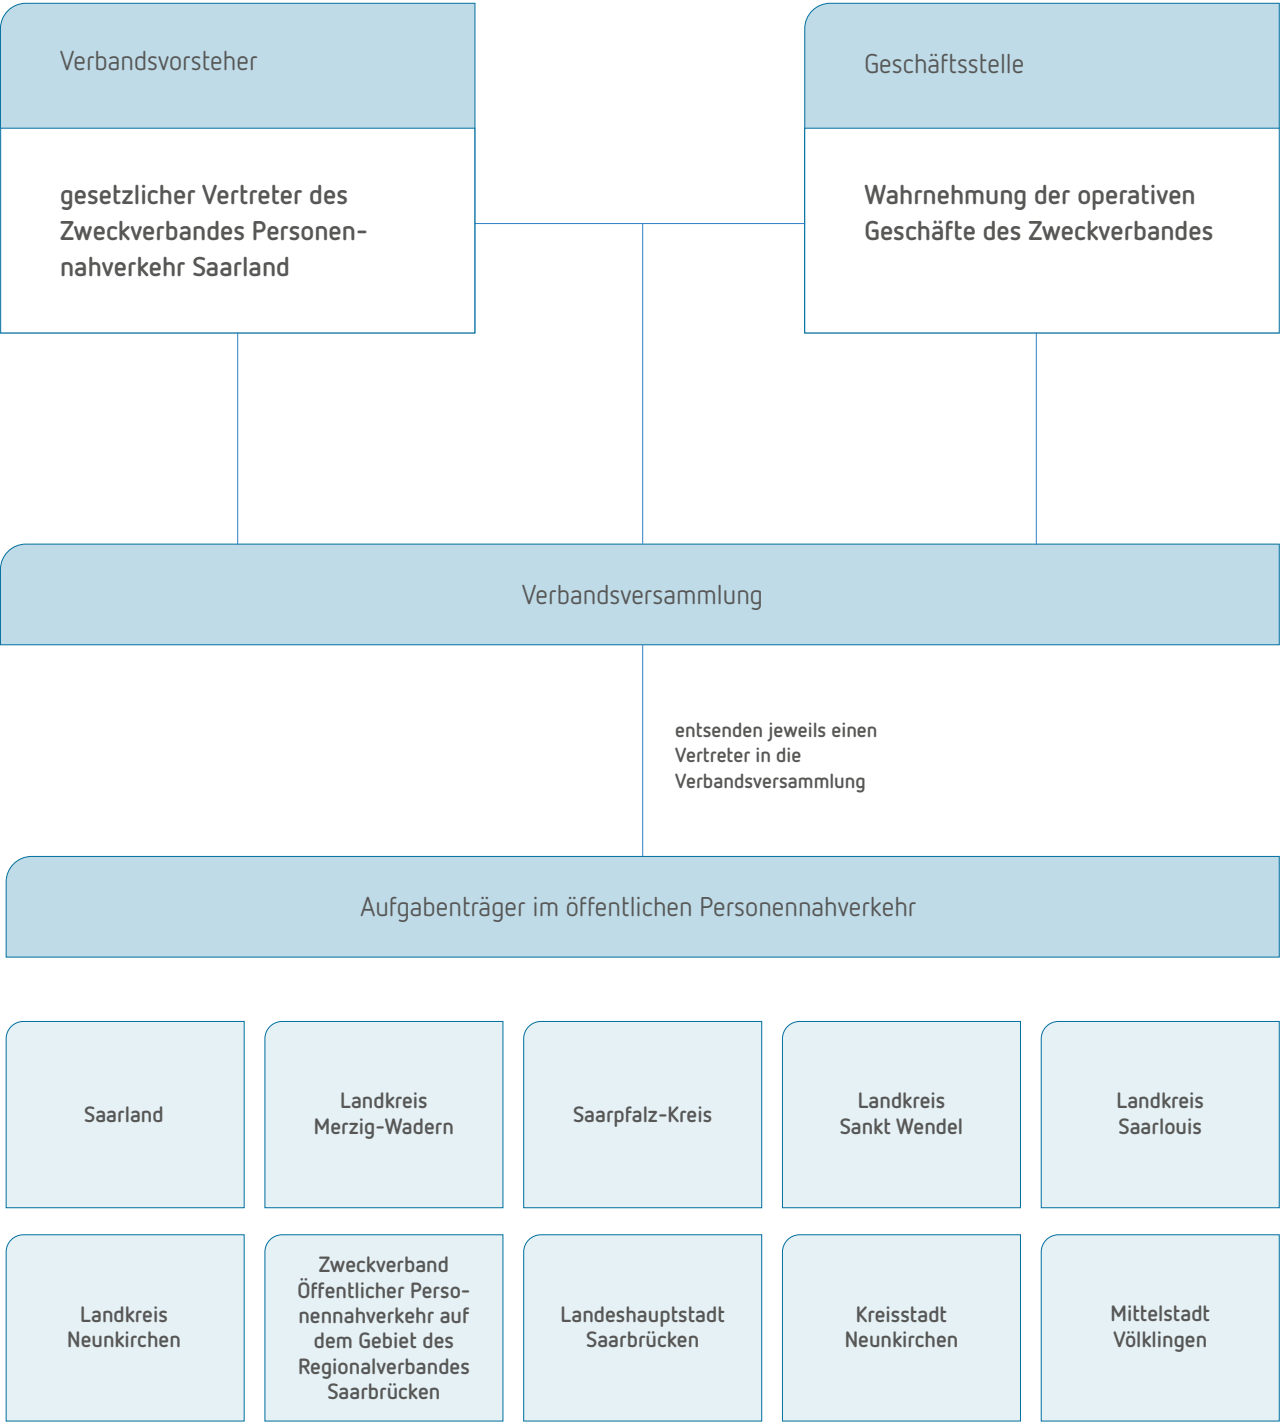 Verbandsvorsteher
gesetzlicher Vertreter des
Zweckverbandes Personen-
nahverkehr Saarland
Geschäftsstelle
Wahrnehmung der operativen
Geschäfte des Zweckverbandes
Verbandsversammlung
entsenden jeweils einen
Vertreter in die
Verbandsversammlung
Aufgabenträger im öffentlichen Personennahverkehr
Saarland
Landkreis
Merzig-Wadern
Saarpfalz-Kreis
Landkreis
Sankt Wendel
Landkreis
Saarlouis
Landkreis
Neunkirchen
Zweckverband
Öffentlicher Perso-
nennahverkehr auf
dem Gebiet des
Regionalverbandes
Saarbrücken
Landeshauptstadt
Saarbrücken
Kreisstadt
Neunkirchen
Mittelstadt
Völklingen